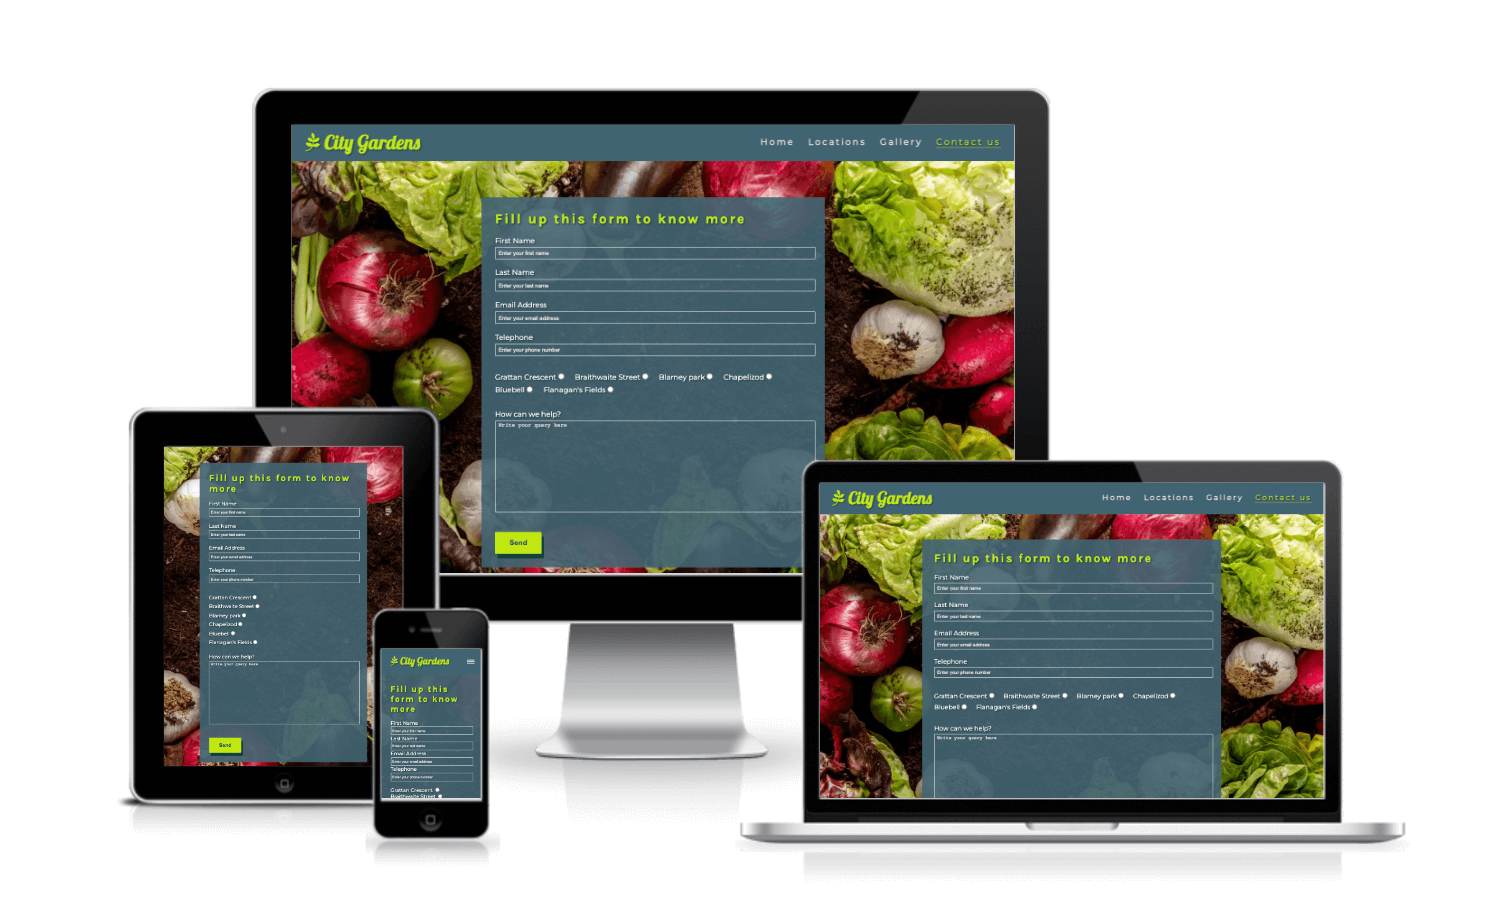 City Gardens
Home Locations Gallery Contact us
Fill up this form to know more
First Name
Enter your first name
Last Name
Enter your last name
Email Address
Enter your email address
Telephone
Enter your phone number
Grattan Crescent Braithwaite Street Blarney park Chapelizod
Bluebell Flanagan's Fields
How can we help?
Write your query here
Send
Fill up this form to know
more
First Name
Enter your first name
Last Name
Enter your last name
Email Address
Enter your email address
Telephone
Enter your phone number
Grattan Crescent
Braithwaite Street
Blarney park
Chapelizod
Bluebell
Flanagan's Fields
How can we help?
Write your query here
Send
City Gardens
Fill up this
form to know
more
First Name
Enter your first name
Last Name
Enter your last name
Email Address
Enter your email address
Telephone
Enter your phone number
Grattan Crescent
Braithwaite Street
City Gardens
Home Locations Gallery Contact us
Fill up this form to know more
First Name
Enter your first name
Last Name
Enter your last name
Email Address
Enter your email address
Telephone
Enter your phone number
Grattan Crescent Braithwaite Street Blarney park Chapelizod
Bluebell Flanagan's Fields
How can we help?
Write your query here